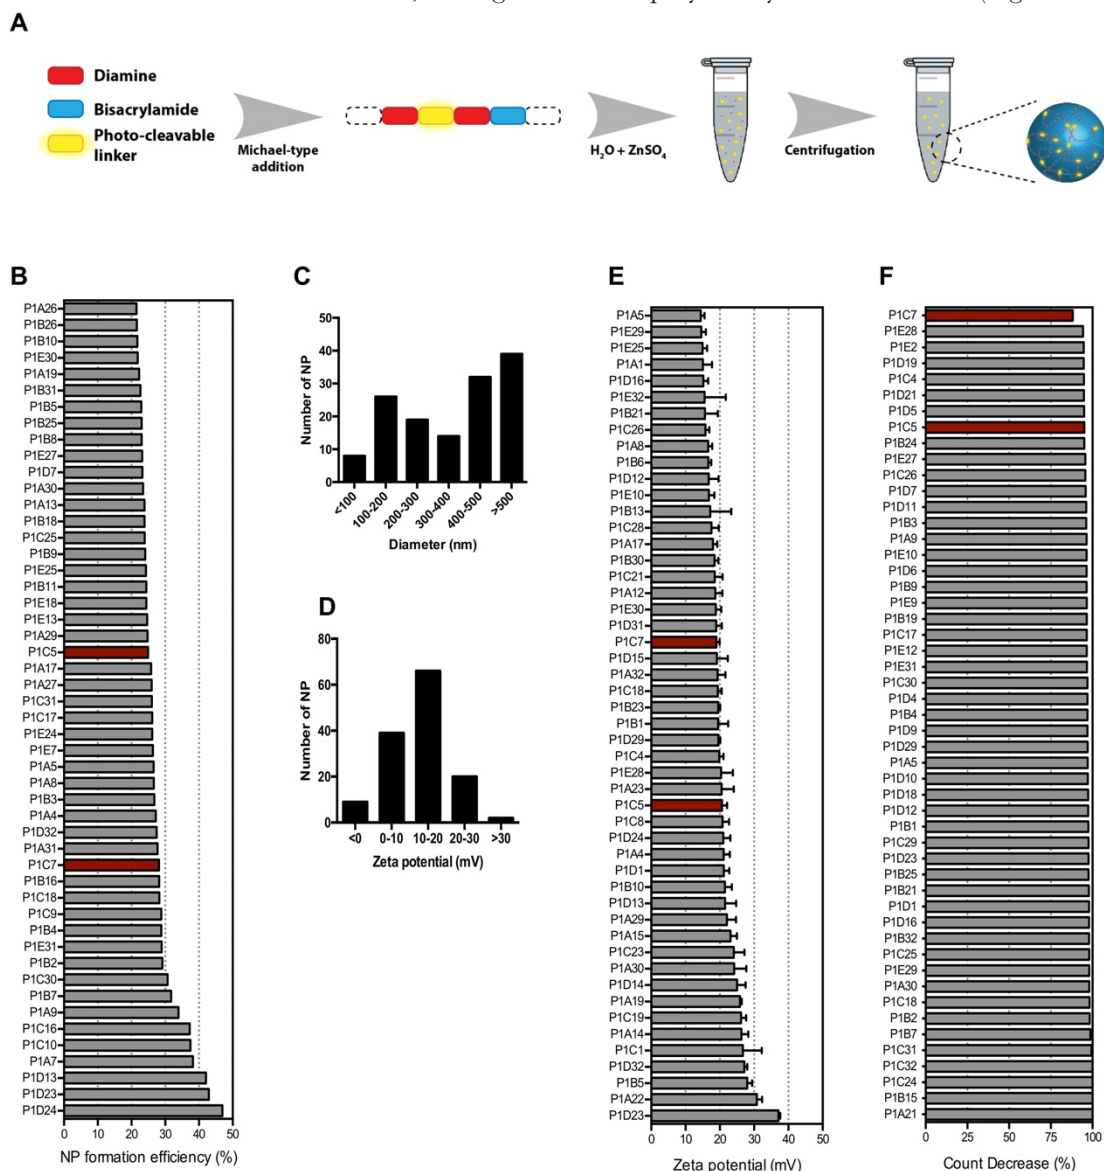 A
Diamine
Bisacrylamide
Photo-cleavable
linker
Michael-type
addition
H2O + ZnSO4
Centrifugation
B
P1A26
P1B26
P1B10
P1E30
P1A19
P1B31
P1B5
P1B25
P1B8
P1E27
P1D7
P1A30
P1A13
P1B18
P1C25
P1B9
P1E25
P1B11
P1E18
P1E13
P1A29
P1C5
P1A17
P1A27
P1C31
P1C17
P1E24
P1E7
P1A5
P1A8
P1B3
P1A4
P1D32
P1A31
P1C7
P1B16
P1C18
P1C9
P1B4
P1E31
P1B2
P1C30
P1B7
P1A9
P1C16
P1C10
P1A7
P1D13
P1D23
P1D24
0 10 20 30 40 50
NP formation efficiency (%)
C
50
40
30
20
10
0
Number of NP
<100 100-200 200-300 300-400 400-500 >500
Diameter (nm)
D
80
60
40
20
0
Number of NP
<0 0-10 10-20 20-30 >30
Zeta potential (mV)
E
P1A5
P1E29
P1E25
P1A1
P1D16
P1E32
P1B21
P1C26
P1A8
P1B6
P1D12
P1E10
P1B13
P1C28
P1A17
P1B30
P1C21
P1A12
P1E30
P1D31
P1C7
P1D15
P1A32
P1C18
P1B23
P1B1
P1D29
P1C4
P1E28
P1A23
P1C5
P1C8
P1D24
P1A4
P1D1
P1B10
P1D13
P1A29
P1A15
P1C23
P1A30
P1D14
P1A19
P1C19
P1A14
P1C1
P1D32
P1B5
P1A22
P1D23
0 10 20 30 40 50
Zeta potential (mV)
F
P1C7
P1E28
P1E2
P1D19
P1C4
P1D21
P1D5
P1C5
P1B24
P1E27
P1C26
P1D7
P1D11
P1B3
P1A9
P1E10
P1D6
P1B9
P1E9
P1B19
P1C17
P1E12
P1E31
P1C30
P1D4
P1B4
P1D9
P1D29
P1A5
P1D10
P1D18
P1D12
P1B1
P1C29
P1D23
P1B25
P1B21
P1D1
P1D16
P1B32
P1C25
P1E29
P1A30
P1C18
P1B2
P1B7
P1C31
P1C32
P1C24
P1B15
P1A21
0 25 50 75 100
Count Decrease (%)